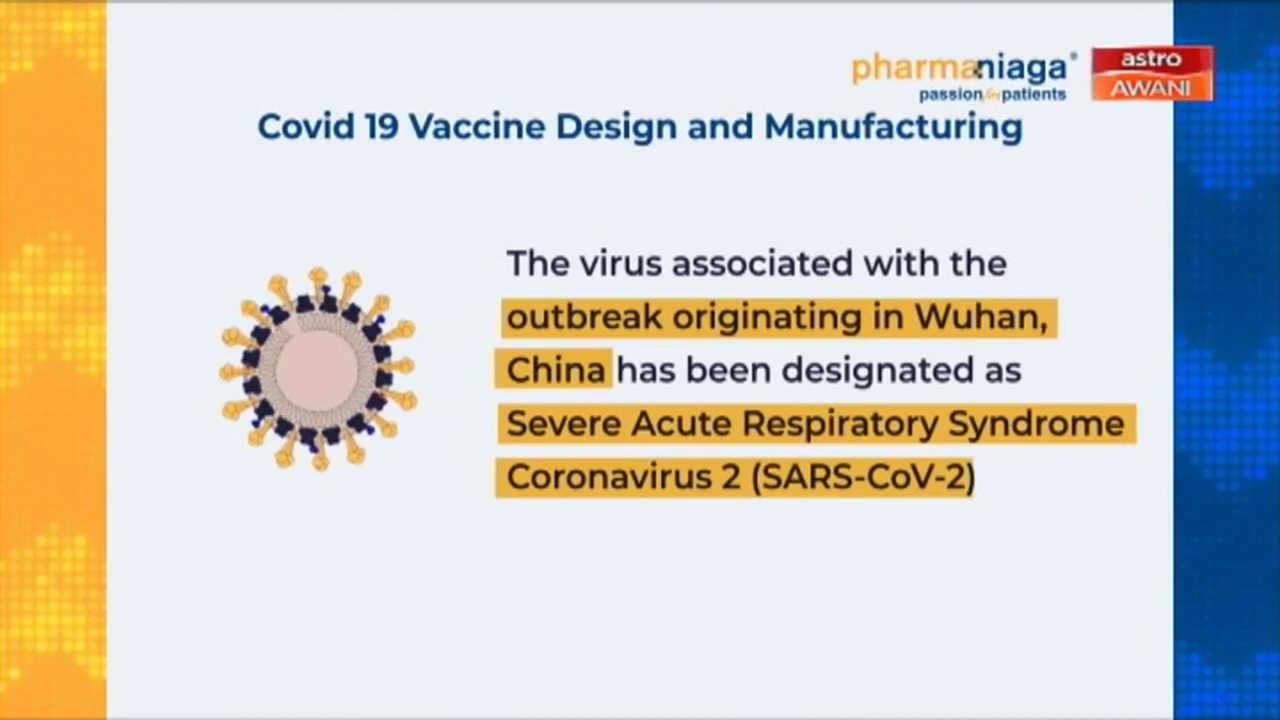 pharmaniaga
passion for patients
astro
AWANI
Covid 19 Vaccine Design and Manufacturing
The virus associated with the
outbreak originating in Wuhan,
China has been designated as
Severe Acute Respiratory Syndrome
Coronavirus 2 (SARS-CoV-2)